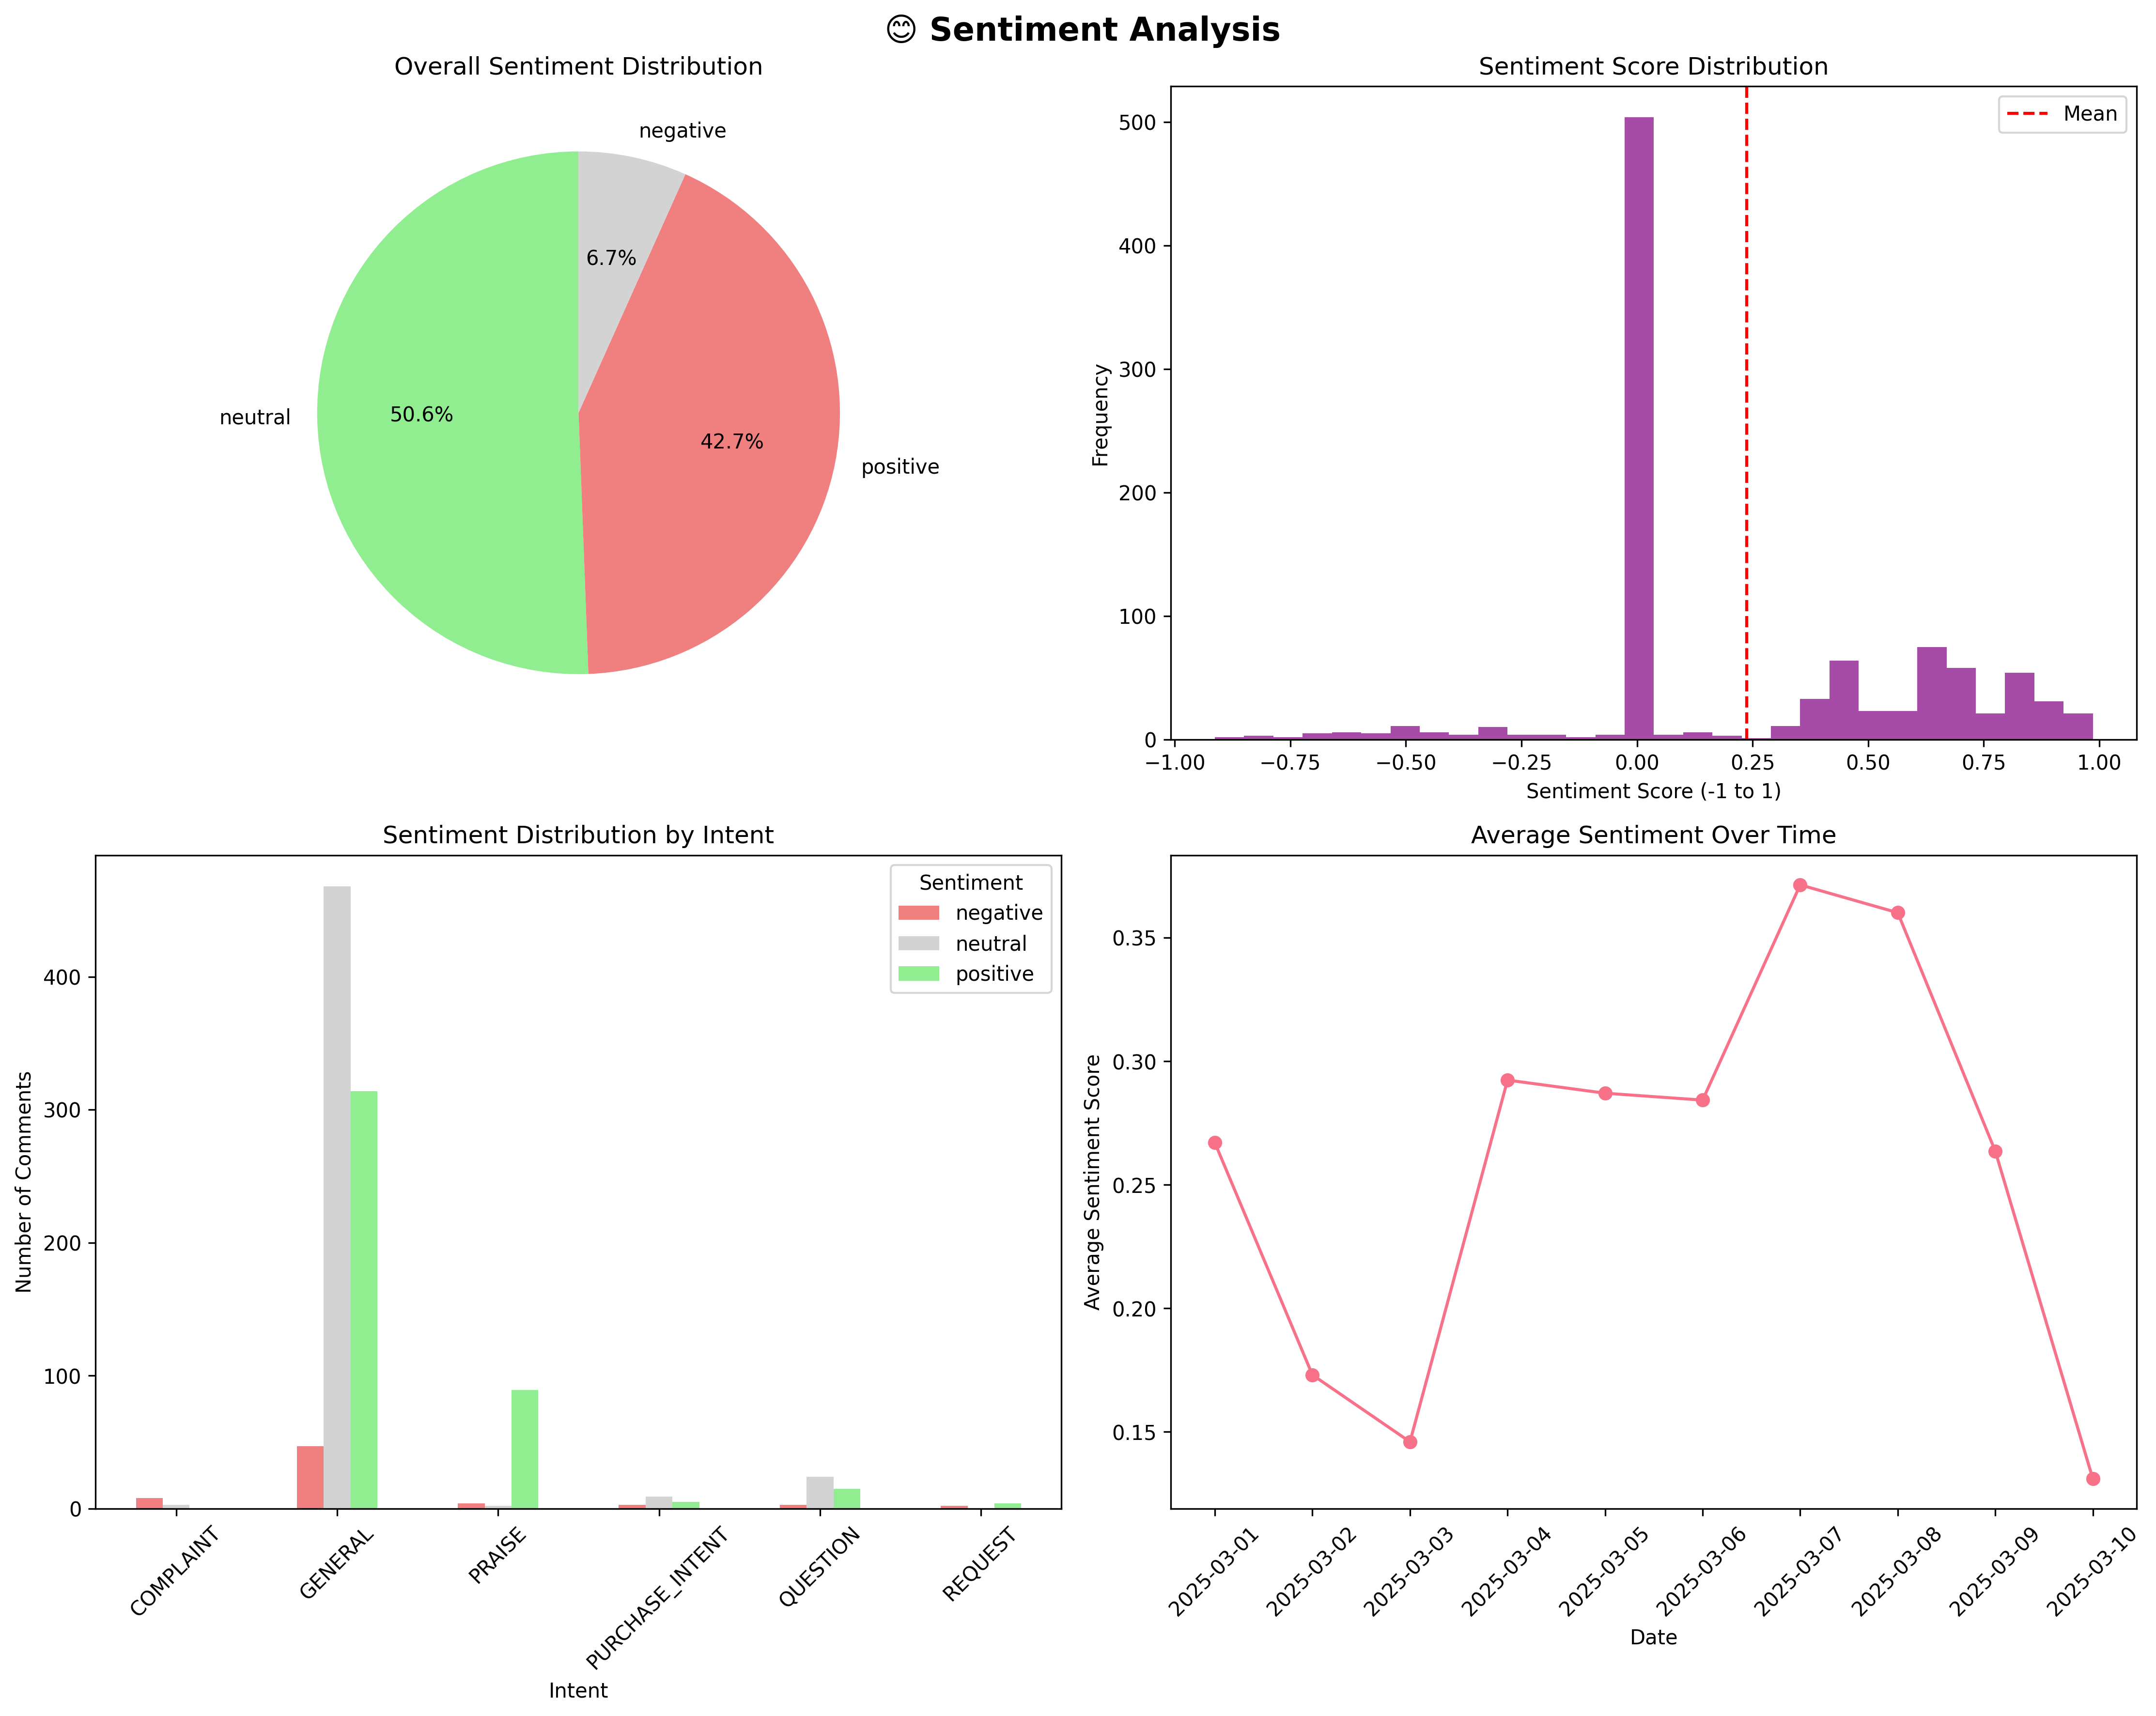 😊 Sentiment Analysis
Overall Sentiment Distribution
negative
6.7%
neutral
50.6%
42.7%
positive
Sentiment Score Distribution
Mean
500
400
300
200
100
0
Frequency
−1.00 −0.75 −0.50 −0.25 0.00 0.25 0.50 0.75 1.00
Sentiment Score (-1 to 1)
Sentiment Distribution by Intent
Sentiment
negative
neutral
positive
400
300
200
100
0
Number of Comments
COMPLAINT GENERAL PRAISE PURCHASE_INTENT QUESTION REQUEST
Intent
Average Sentiment Over Time
0.35
0.30
0.25
0.20
0.15
Average Sentiment Score
2025-03-01 2025-03-02 2025-03-03 2025-03-04 2025-03-05 2025-03-06 2025-03-07 2025-03-08 2025-03-09 2025-03-10
Date